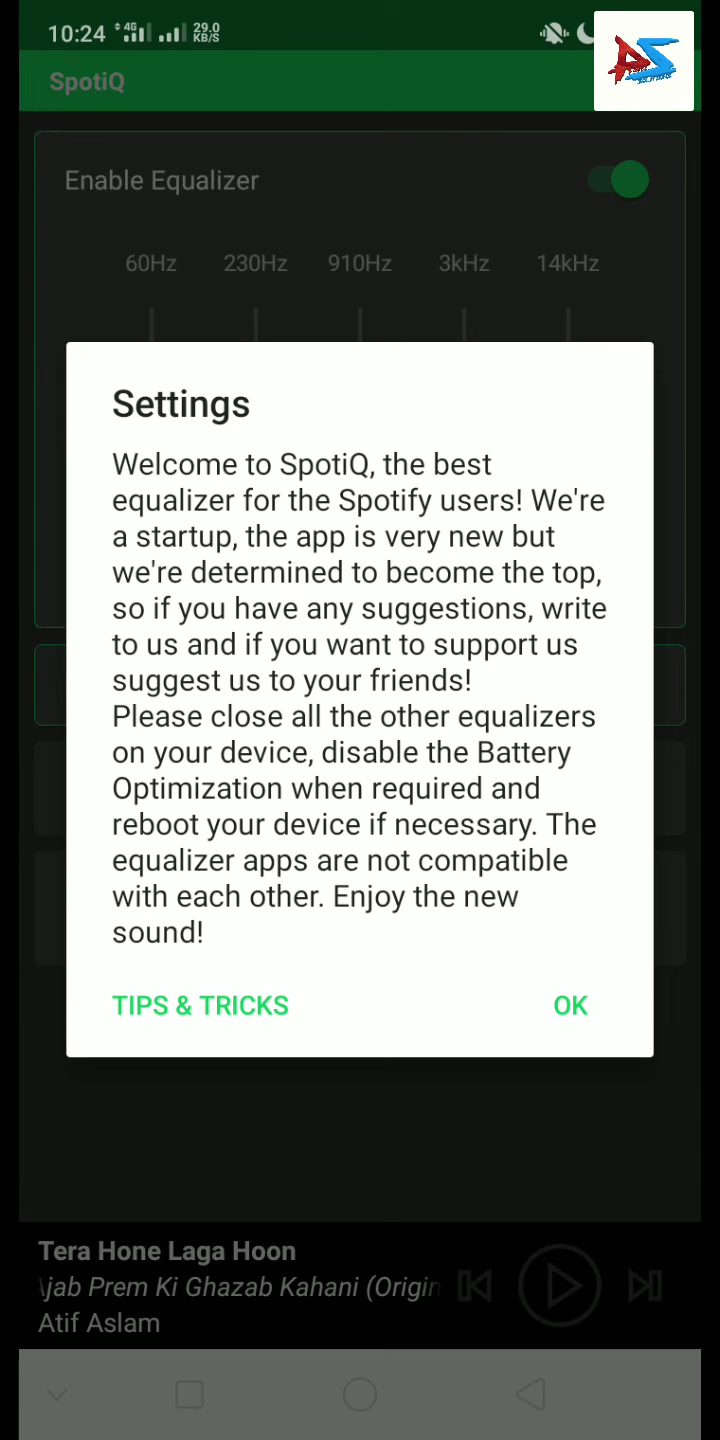 10:24 4G 29.0 KB/S
SpotiQ
Enable Equalizer
60Hz 230Hz 910Hz 3kHz 14kHz
Settings
Welcome to SpotiQ, the best
equalizer for the Spotify users! We're
a startup, the app is very new but
we're determined to become the top,
so if you have any suggestions, write
to us and if you want to support us
suggest us to your friends!
Please close all the other equalizers
on your device, disable the Battery
Optimization when required and
reboot your device if necessary. The
equalizer apps are not compatible
with each other. Enjoy the new
sound!
TIPS & TRICKS OK
Tera Hone Laga Hoon
jab Prem Ki Ghazab Kahani (Origin
Atif Aslam